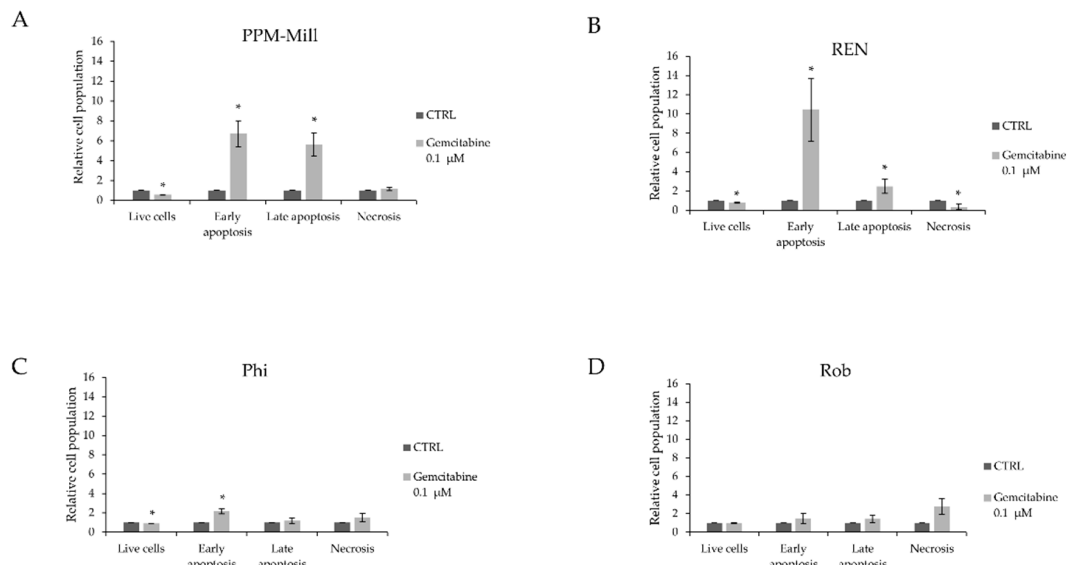 A
PPM-Mill
Relative cell population
16
14
12
10
8
6
4
2
0
*
*
*
Live cells
Early
apoptosis
Late apoptosis
Necrosis
CTRL
Gemcitabine
0.1 µM
B
REN
Relative cell population
16
14
12
10
8
6
4
2
0
*
*
*
*
Live cells
Early
apoptosis
Late apoptosis
Necrosis
CTRL
Gemcitabine
0.1 µM
C
Phi
Relative cell population
16
14
12
10
8
6
4
2
0
*
*
Live cells
Early
apoptosis
Late
apoptosis
Necrosis
CTRL
Gemcitabine
0.1 µM
D
Rob
Relative cell population
16
14
12
10
8
6
4
2
0
Live cells
Early
apoptosis
Late
apoptosis
Necrosis
CTRL
Gemcitabine
0.1 µM